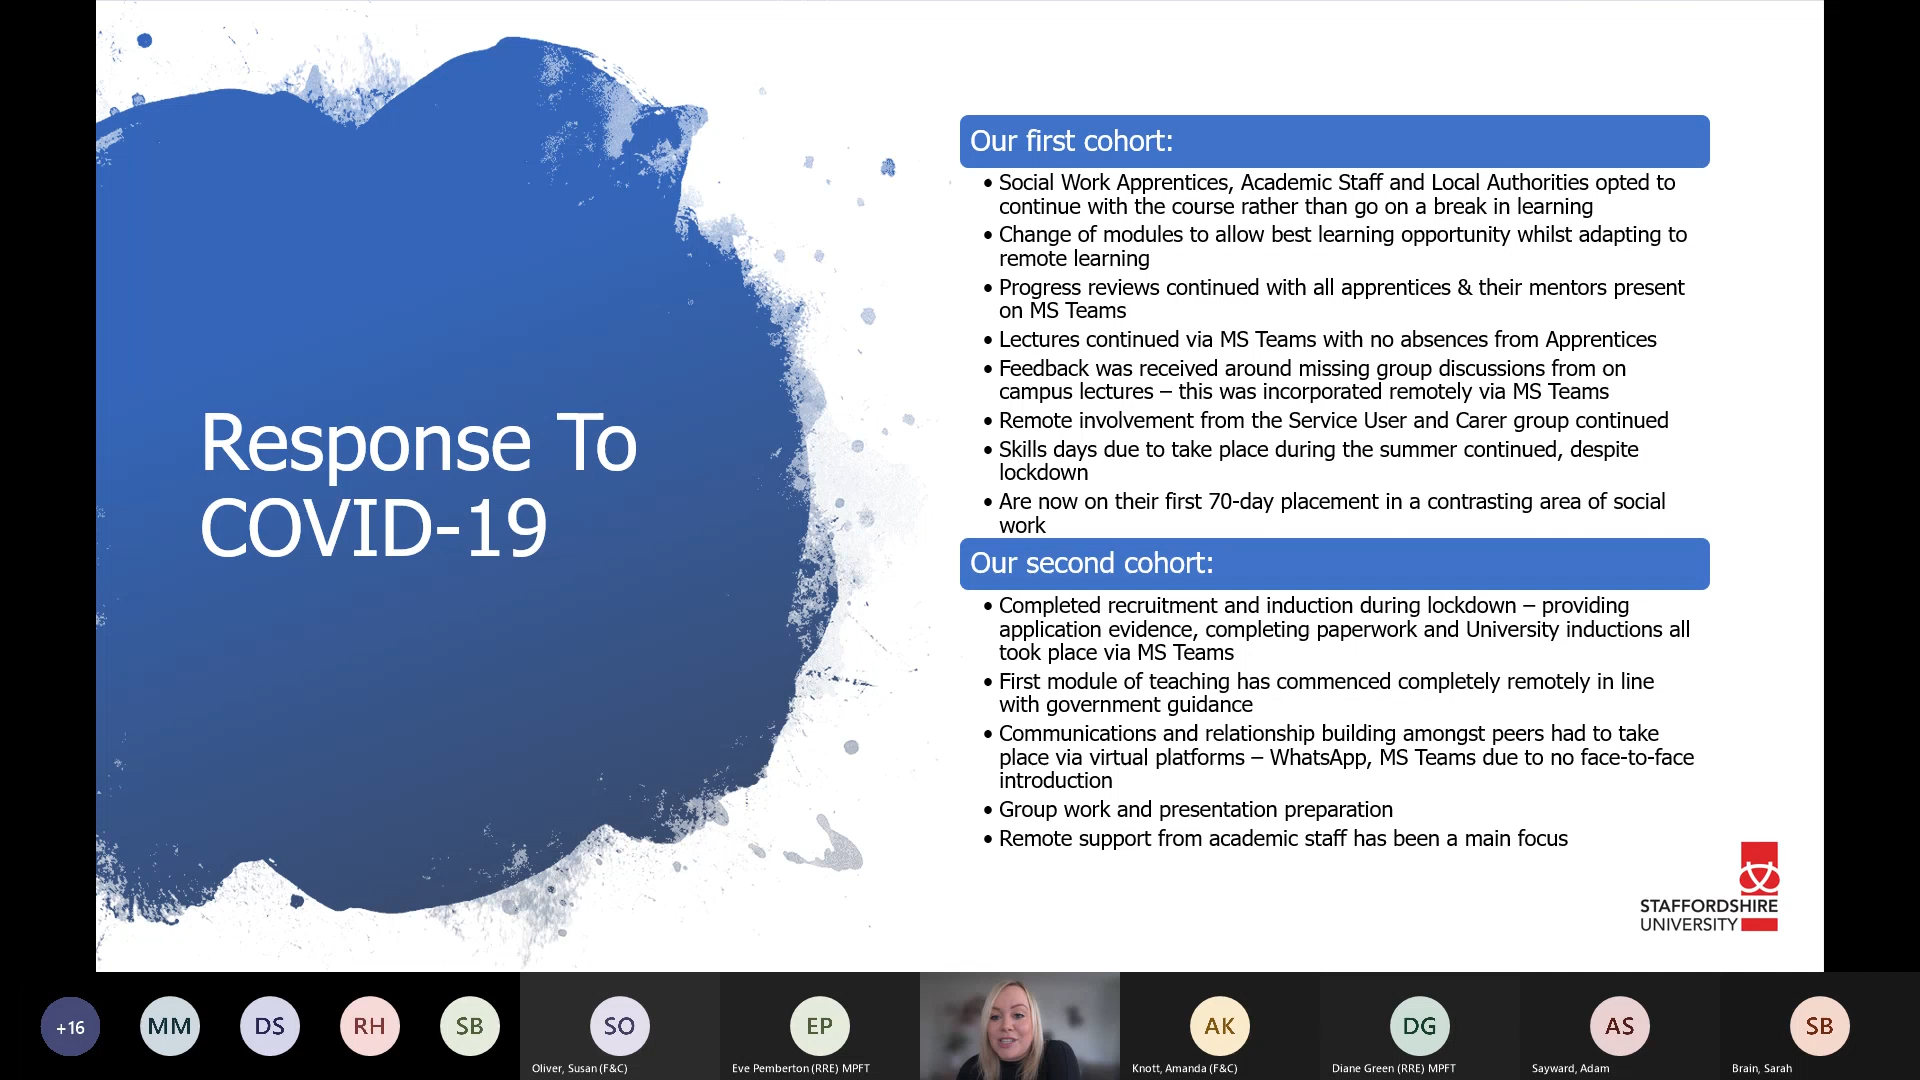 Response To
COVID-19
Our first cohort:
• Social Work Apprentices, Academic Staff and Local Authorities opted to
continue with the course rather than go on a break in learning
• Change of modules to allow best learning opportunity whilst adapting to
remote learning
• Progress reviews continued with all apprentices & their mentors present
on MS Teams
• Lectures continued via MS Teams with no absences from Apprentices
• Feedback was received around missing group discussions from on
campus lectures – this was incorporated remotely via MS Teams
• Remote involvement from the Service User and Carer group continued
• Skills days due to take place during the summer continued, despite
lockdown
• Are now on their first 70-day placement in a contrasting area of social
work
Our second cohort:
• Completed recruitment and induction during lockdown – providing
application evidence, completing paperwork and University inductions all
took place via MS Teams
• First module of teaching has commenced completely remotely in line
with government guidance
• Communications and relationship building amongst peers had to take
place via virtual platforms – WhatsApp, MS Teams due to no face-to-face
introduction
• Group work and presentation preparation
• Remote support from academic staff has been a main focus
STAFFORDSHIRE
UNIVERSITY
+16
MM
DS
RH
SB
SO
Oliver, Susan (F&C)
EP
Eve Pemberton (RRE) MPFT
AK
Knott, Amanda (F&C)
DG
Diane Green (RRE) MPFT
AS
Sayward, Adam
SB
Brain, Sarah